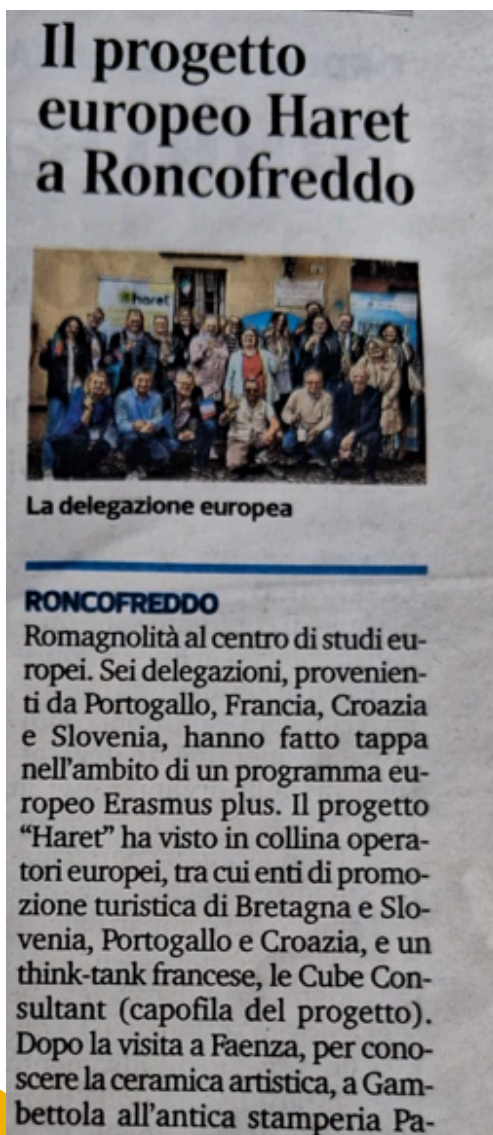 Il progetto
europeo Haret
a Roncofreddo
haret
La delegazione europea
RONCOFREDDO
Romagnolità al centro di studi eu-
ropei. Sei delegazioni, provenien-
ti da Portogallo, Francia, Croazia
e Slovenia, hanno fatto tappa
nell'ambito di un programma eu-
ropeo Erasmus plus. Il progetto
“Haret” ha visto in collina opera-
tori europei, tra cui enti di promo-
zione turistica di Bretagna e Slo-
venia, Portogallo e Croazia, e un
think-tank francese, le Cube Con-
sultant (capofila del progetto).
Dopo la visita a Faenza, per cono-
scere la ceramica artistica, a Gam-
bettola all'antica stamperia Pa-